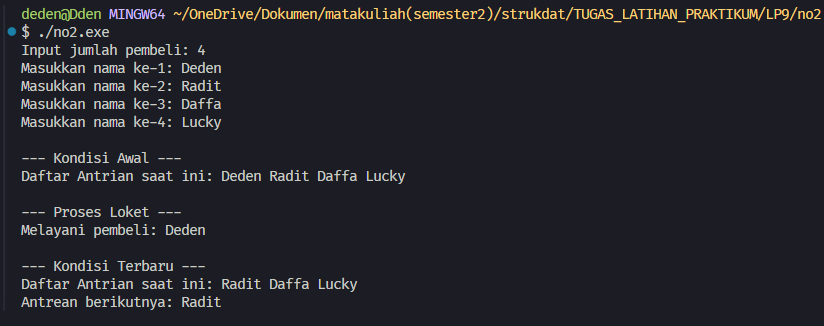 deden@Dden MINGW64 ~/OneDrive/Dokumen/matakuliah(semester2)/strukdat/TUGAS_LATIHAN_PRAKTIKUM/LP9/no2
$ ./no2.exe
Input jumlah pembeli: 4
Masukkan nama ke-1: Deden
Masukkan nama ke-2: Radit
Masukkan nama ke-3: Daffa
Masukkan nama ke-4: Lucky

--- Kondisi Awal ---
Daftar Antrian saat ini: Deden Radit Daffa Lucky

--- Proses Loket ---
Melayani pembeli: Deden

--- Kondisi Terbaru ---
Daftar Antrian saat ini: Radit Daffa Lucky
Antrean berikutnya: Radit